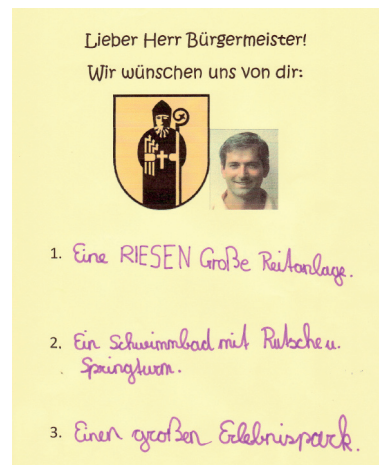 Lieber Herr Bürgermeister!
Wir wünschen uns von dir:
1. Eine RIESEN Große Reitanlage.
2. Ein Schwimmbad mit Rutsche u.
Springturm.
3. Einen großen Erlebnispark.